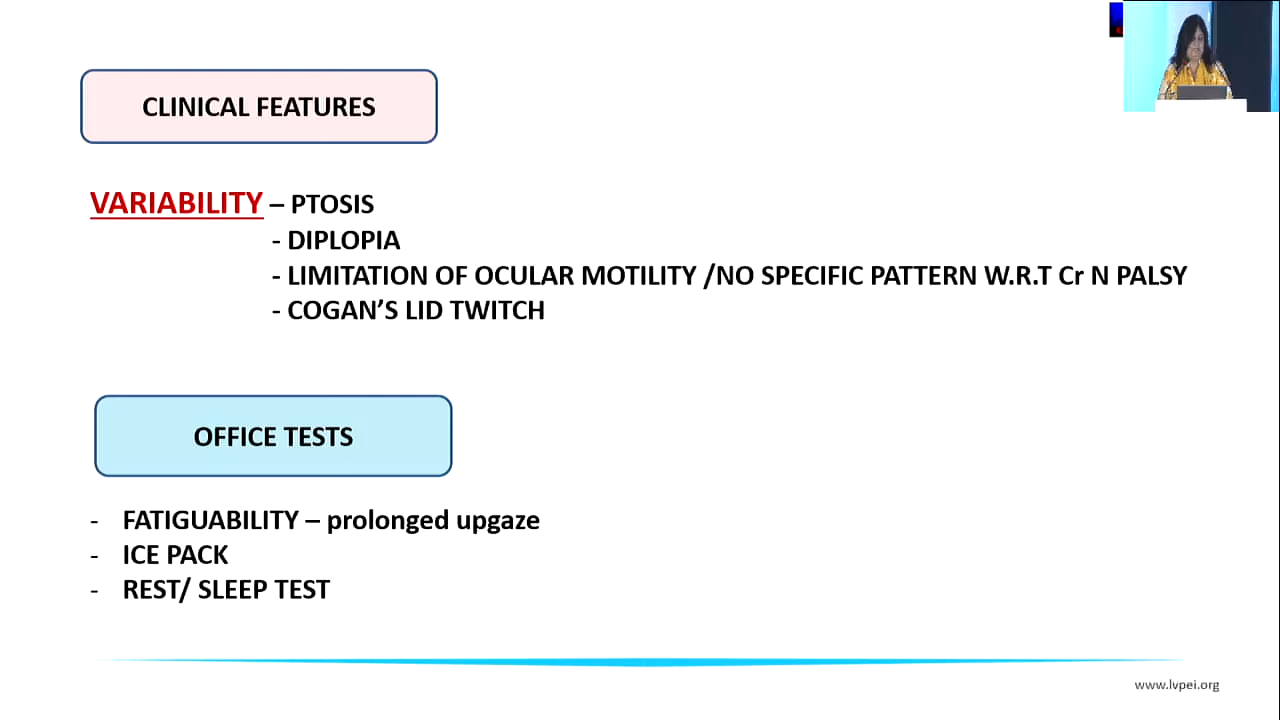 CLINICAL FEATURES
VARIABILITY – PTOSIS
- DIPLOPIA
- LIMITATION OF OCULAR MOTILITY /NO SPECIFIC PATTERN W.R.T Cr N PALSY
- COGAN’S LID TWITCH
OFFICE TESTS
- FATIGUABILITY – prolonged upgaze
- ICE PACK
- REST/ SLEEP TEST
www.lvpei.org